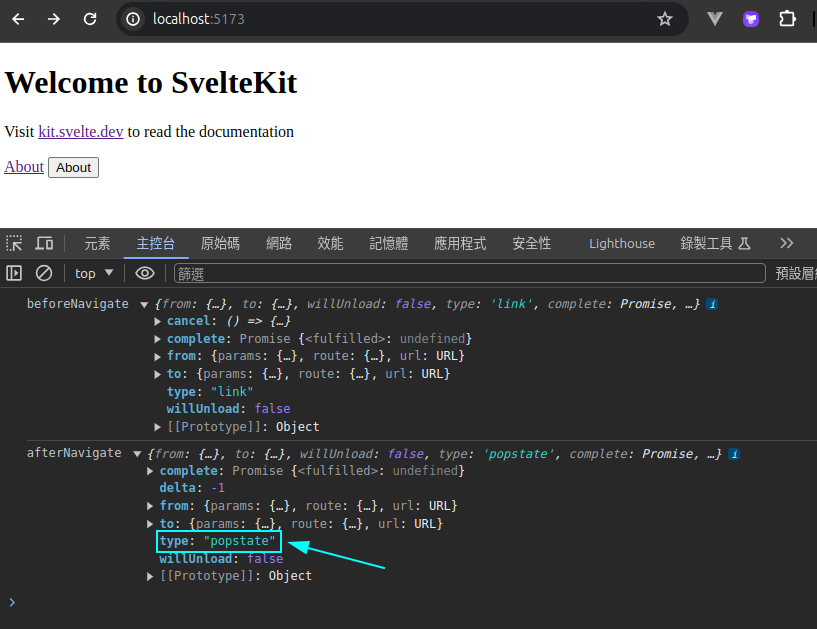 localhost:5173
Welcome to SvelteKit
Visit kit.svelte.dev to read the documentation
About About
元素 主控台 原始碼 網路 效能 記憶體 應用程式 安全性 Lighthouse 錄製工具
top ▼ 篩選 預設層級
beforeNavigate ▼ {from: {…}, to: {…}, willUnload: false, type: 'link', complete: Promise, …} i
▶ cancel: () => {…}
▶ complete: Promise {<fulfilled>: undefined}
▶ from: {params: {…}, route: {…}, url: URL}
▶ to: {params: {…}, route: {…}, url: URL}
type: "link"
willUnload: false
▶ [[Prototype]]: Object
afterNavigate ▼ {from: {…}, to: {…}, willUnload: false, type: 'popstate', complete: Promise, …} i
▶ complete: Promise {<fulfilled>: undefined}
delta: -1
▶ from: {params: {…}, route: {…}, url: URL}
▶ to: {params: {…}, route: {…}, url: URL}
type: "popstate"
willUnload: false
▶ [[Prototype]]: Object